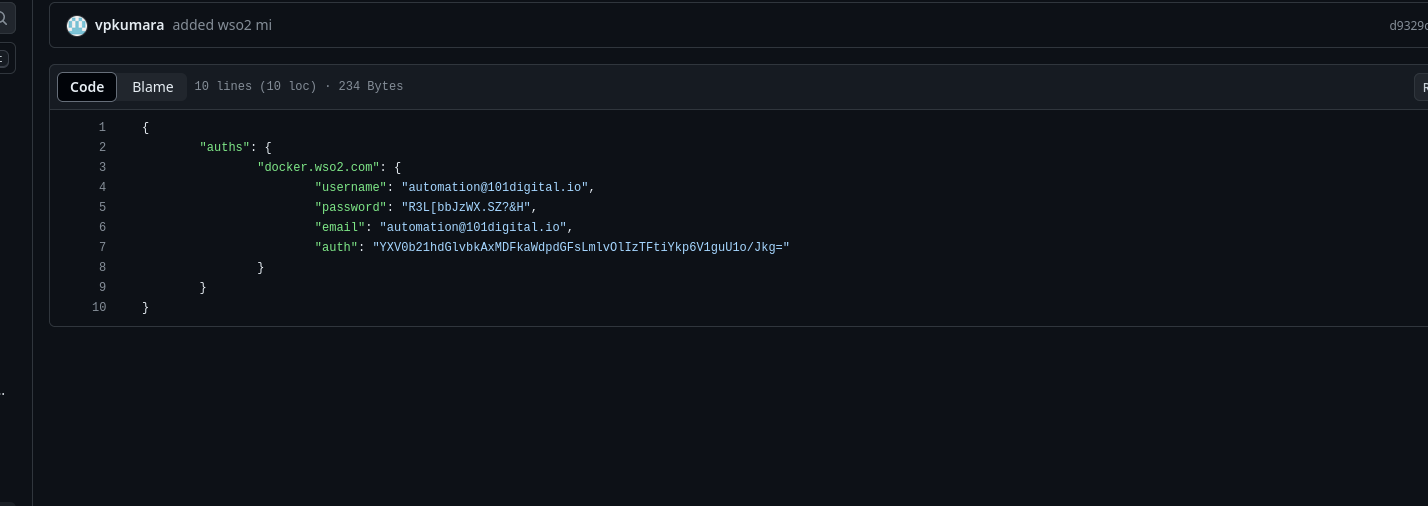 vpkumara added wso2 mi d9329
Code Blame 10 lines (10 loc) · 234 Bytes
1 {
2 "auths": {
3 "docker.wso2.com": {
4 "username": "automation@101digital.io",
5 "password": "R3L[bbJzWX.SZ?&H",
6 "email": "automation@101digital.io",
7 "auth": "YXV0b21hdGlvbkAxMDFkaWdpdGFsLmlvOlIzTFtiYkp6V1guU1o/Jkg="
8 }
9 }
10 }